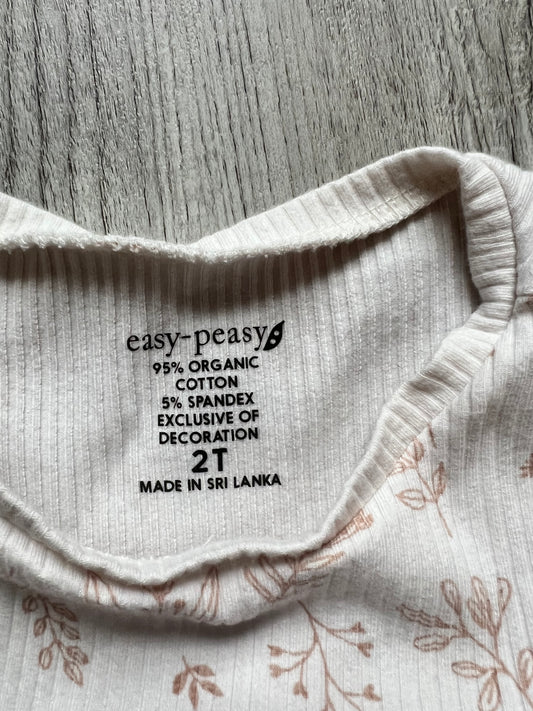 easy-peasy
95% ORGANIC
COTTON
5% SPANDEX
EXCLUSIVE OF
DECORATION
2T
MADE IN SRI LANKA